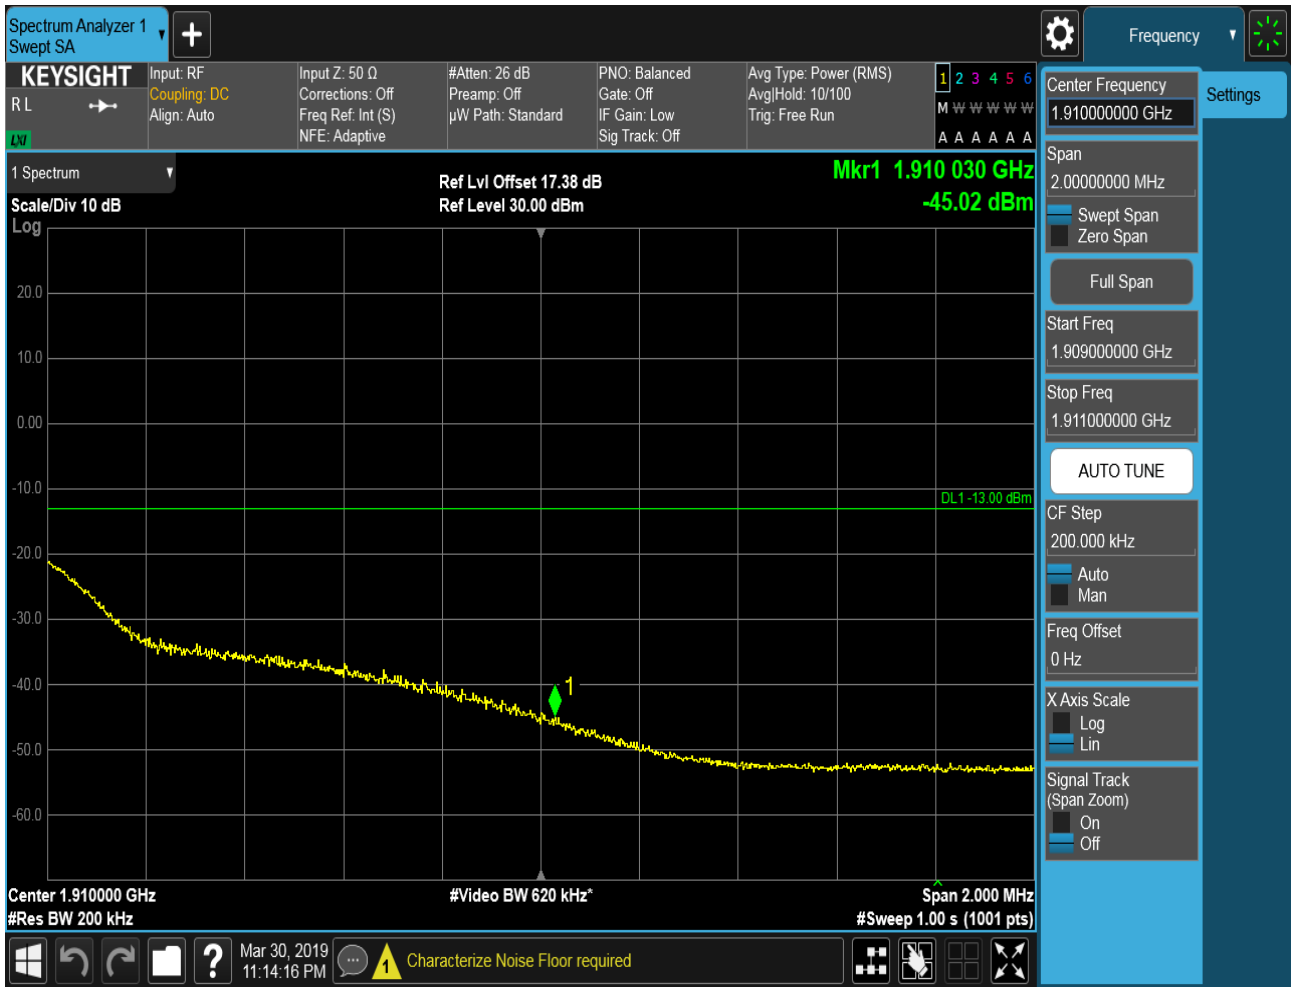 Spectrum Analyzer 1
Swept SA
Frequency
KEYSIGHT
R L
LXI
Input: RF
Coupling: DC
Align: Auto
Input Z: 50 Ω
Corrections: Off
Freq Ref: Int (S)
NFE: Adaptive
#Atten: 26 dB
Preamp: Off
µW Path: Standard
PNO: Balanced
Gate: Off
IF Gain: Low
Sig Track: Off
Avg Type: Power (RMS)
Avg|Hold: 10/100
Trig: Free Run
1 2 3 4 5 6
M W W W W W
A A A A A A
1 Spectrum
Scale/Div 10 dB
Log
Ref Lvl Offset 17.38 dB
Ref Level 30.00 dBm
Mkr1 1.910 030 GHz
-45.02 dBm
20.0
10.0
0.00
-10.0
DL1 -13.00 dBm
-20.0
-30.0
-40.0
1
-50.0
-60.0
Center 1.910000 GHz
#Res BW 200 kHz
#Video BW 620 kHz*
Span 2.000 MHz
#Sweep 1.00 s (1001 pts)
Center Frequency
1.910000000 GHz
Settings
Span
2.00000000 MHz
Swept Span
Zero Span
Full Span
Start Freq
1.909000000 GHz
Stop Freq
1.911000000 GHz
AUTO TUNE
CF Step
200.000 kHz
Auto
Man
Freq Offset
0 Hz
X Axis Scale
Log
Lin
Signal Track
(Span Zoom)
On
Off
?
Mar 30, 2019
11:14:16 PM
1
Characterize Noise Floor required